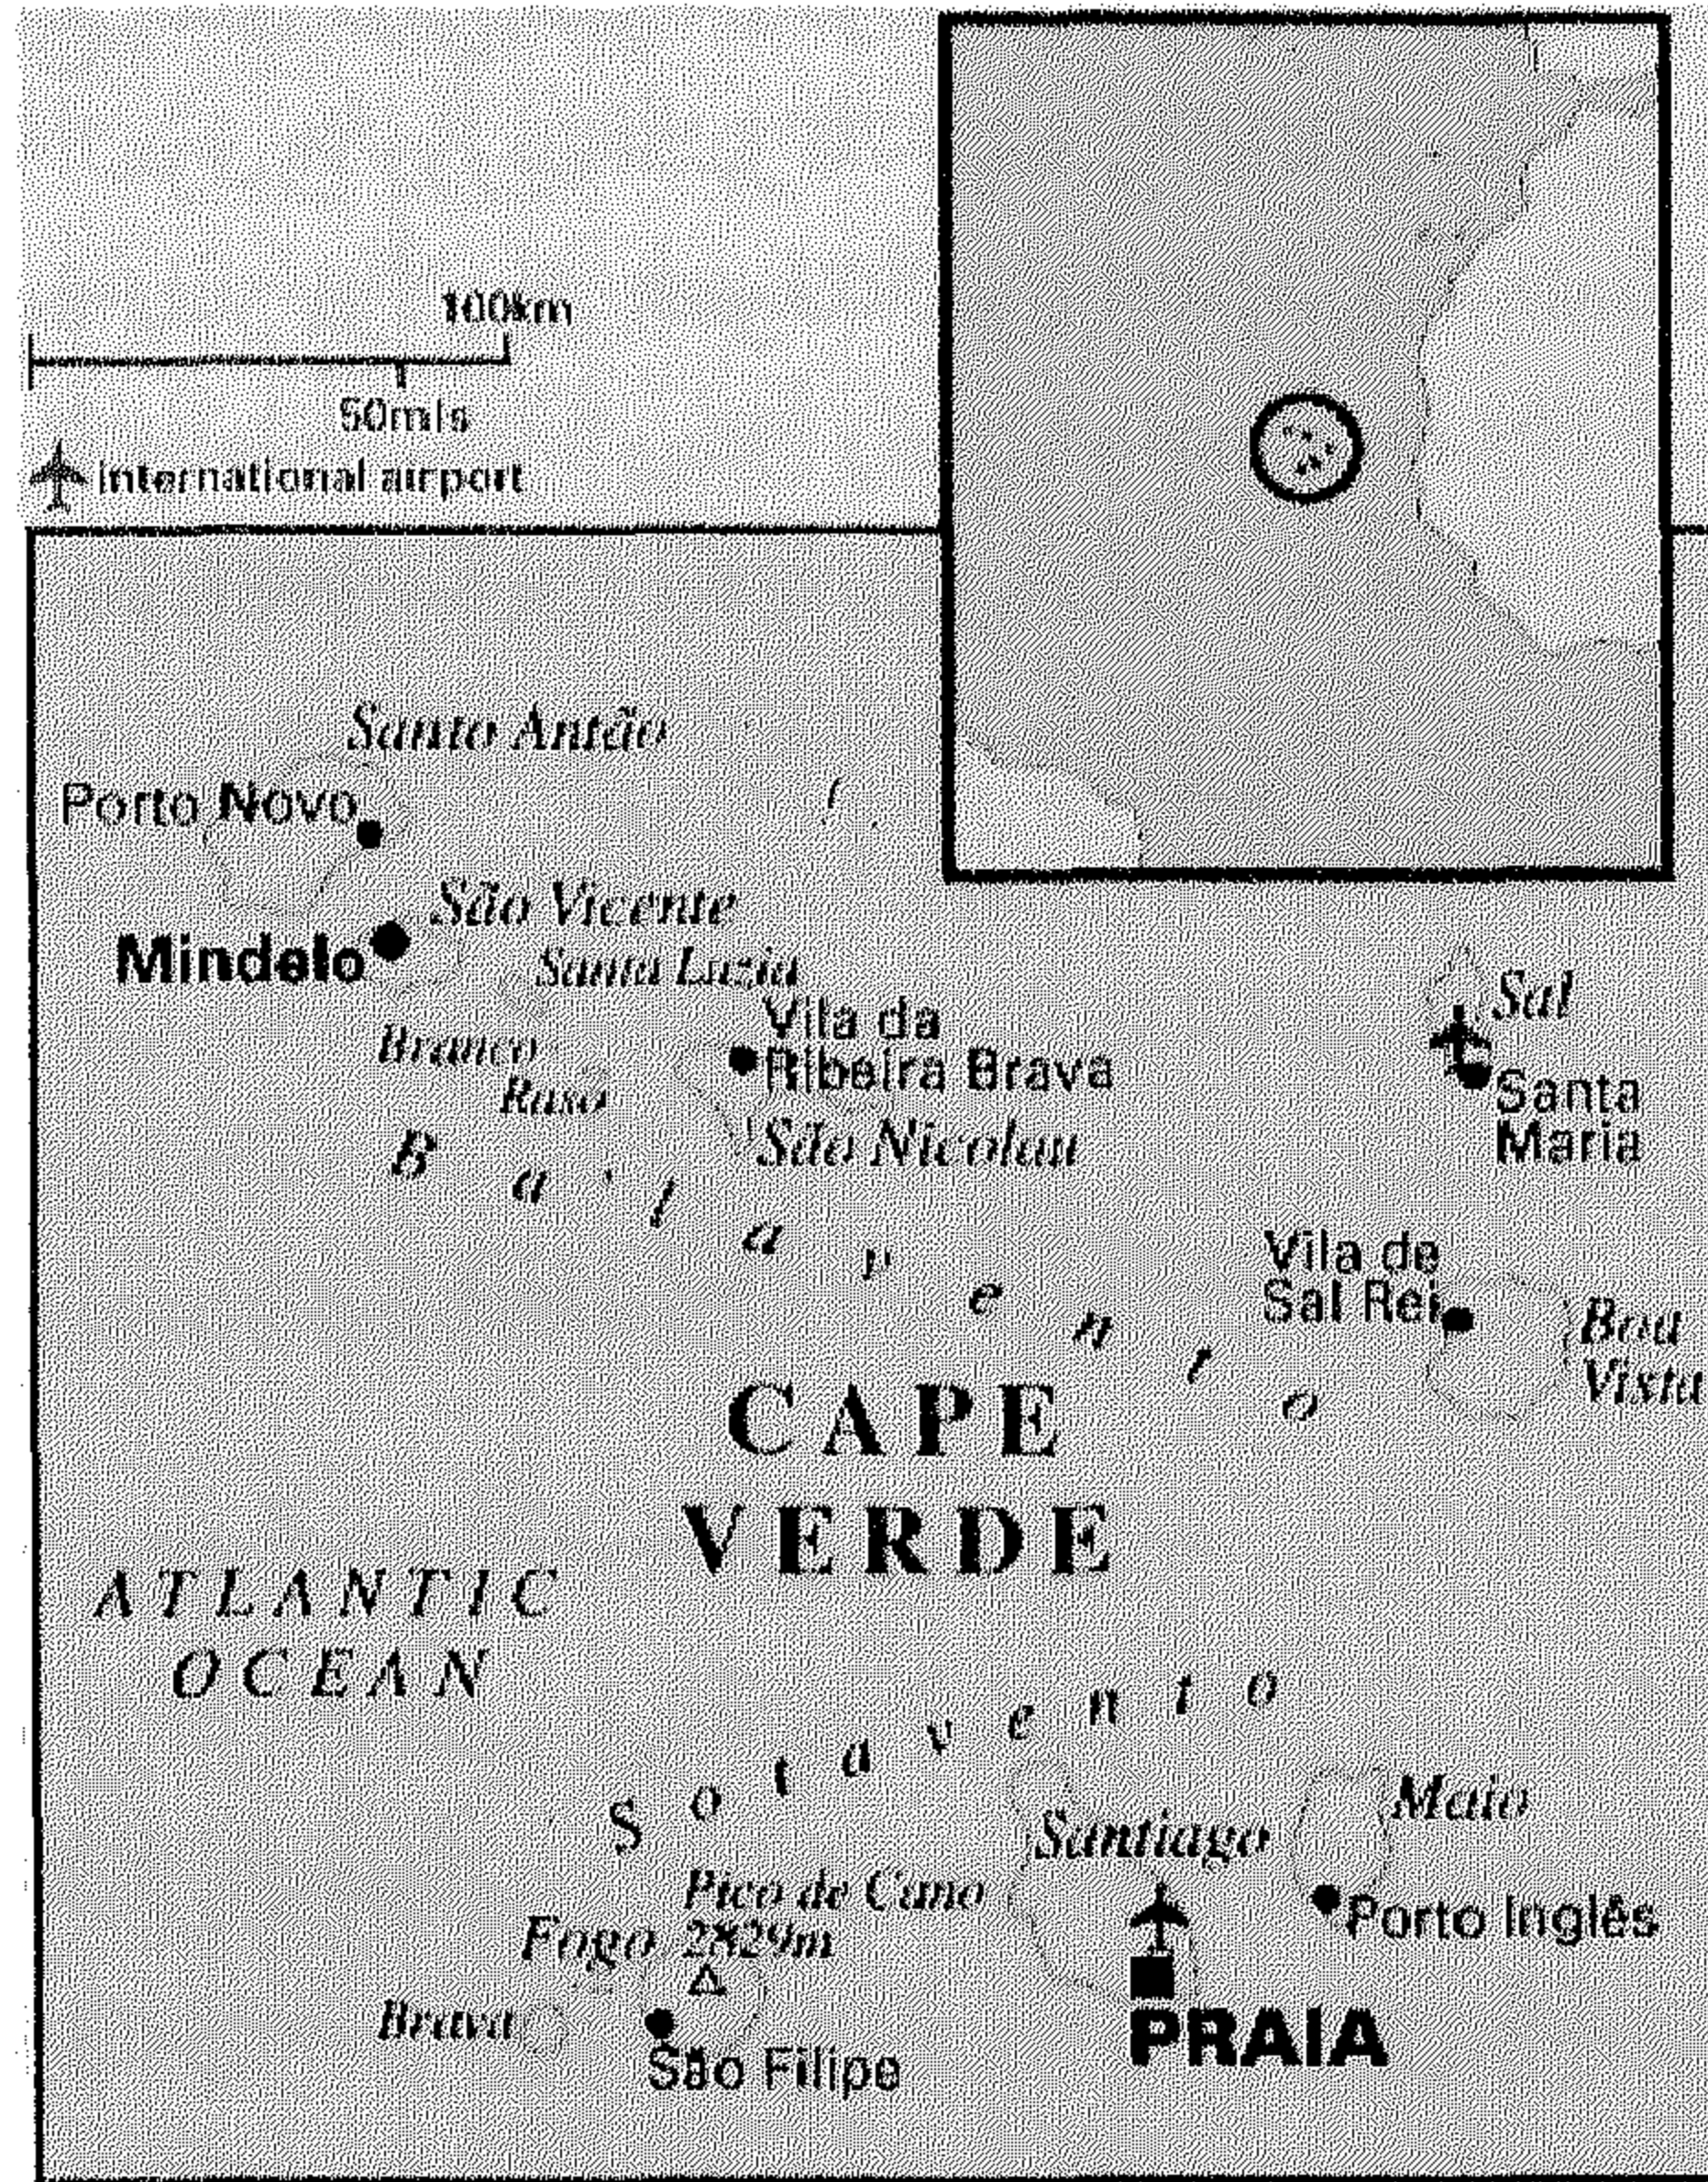 100km
50mls
International airport
Santo Antão
Porto Novo
São Vicente
Mindelo
Santa Luzia
Branco
Raso
Vila da
Ribeira Brava
São Nicolau
Sal
Santa
Maria
Barlavento
Vila de
Sal Rei
Boa
Vista
CAPE
VERDE
ATLANTIC
OCEAN
Sotavento
Santiago
Maio
Pico de Cano
2829m
Fogo
Porto Inglês
Brava
São Filipe
PRAIA